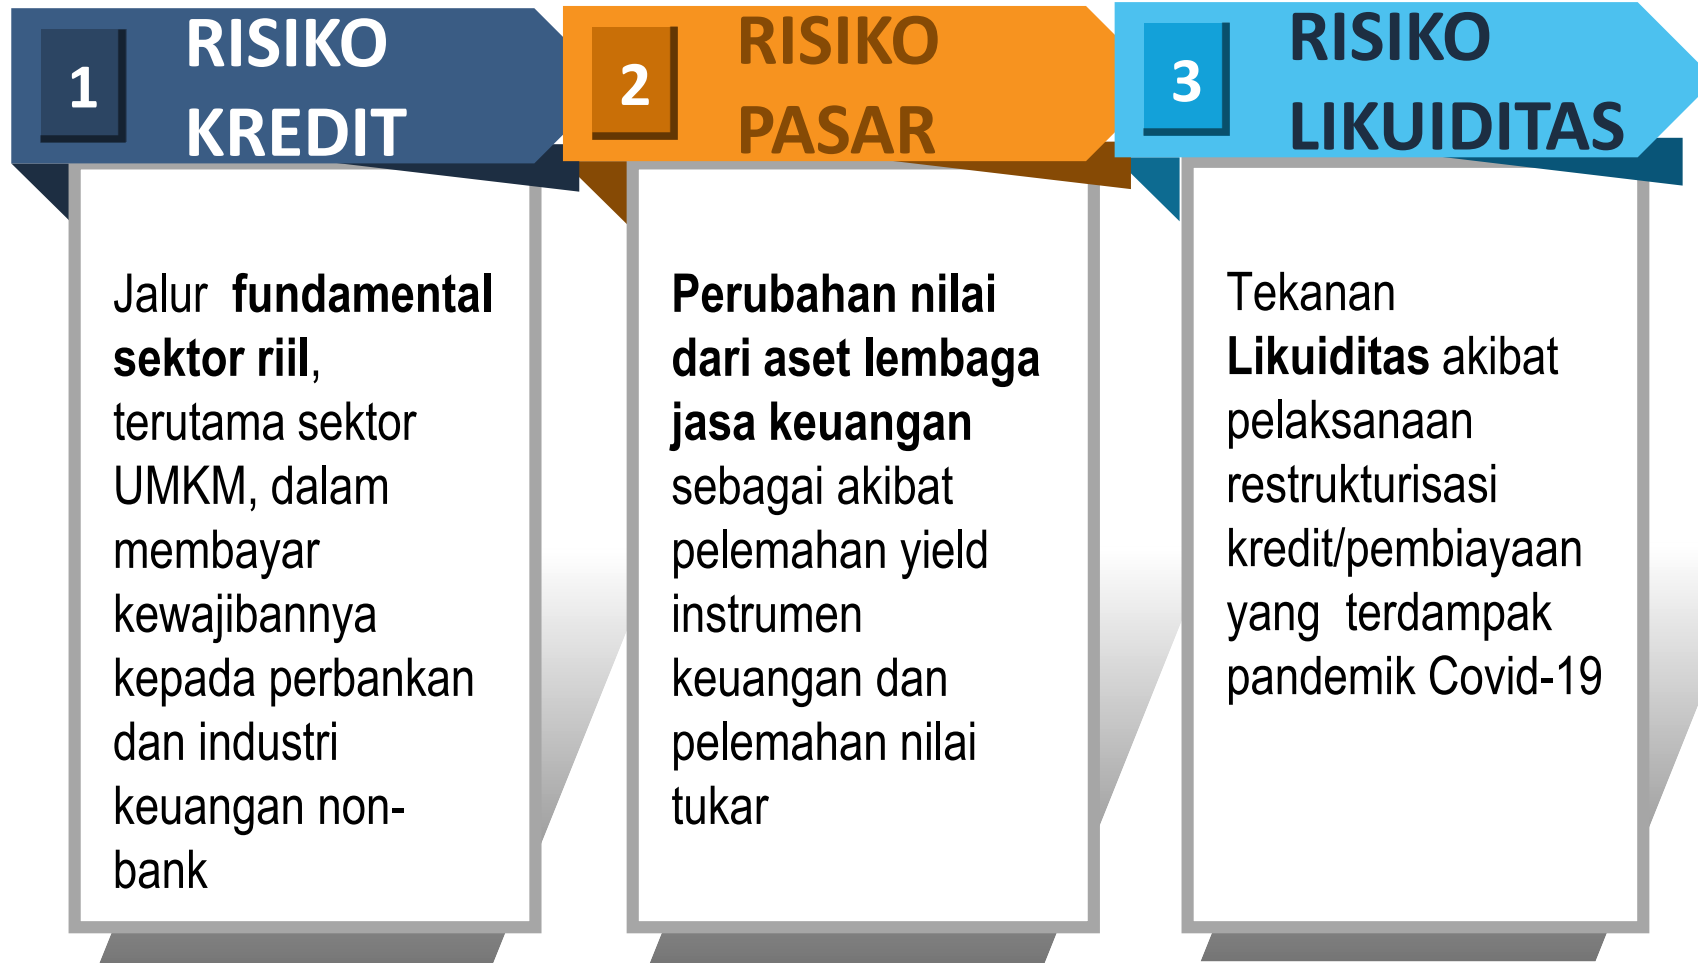 1
RISIKO
KREDIT
Jalur fundamental
sektor riil,
terutama sektor
UMKM, dalam
membayar
kewajibannya
kepada perbankan
dan industri
keuangan non-
bank
2
RISIKO
PASAR
Perubahan nilai
dari aset lembaga
jasa keuangan
sebagai akibat
pelemahan yield
instrumen
keuangan dan
pelemahan nilai
tukar
3
RISIKO
LIKUIDITAS
Tekanan
Likuiditas akibat
pelaksanaan
restrukturisasi
kredit/pembiayaan
yang terdampak
pandemik Covid-19